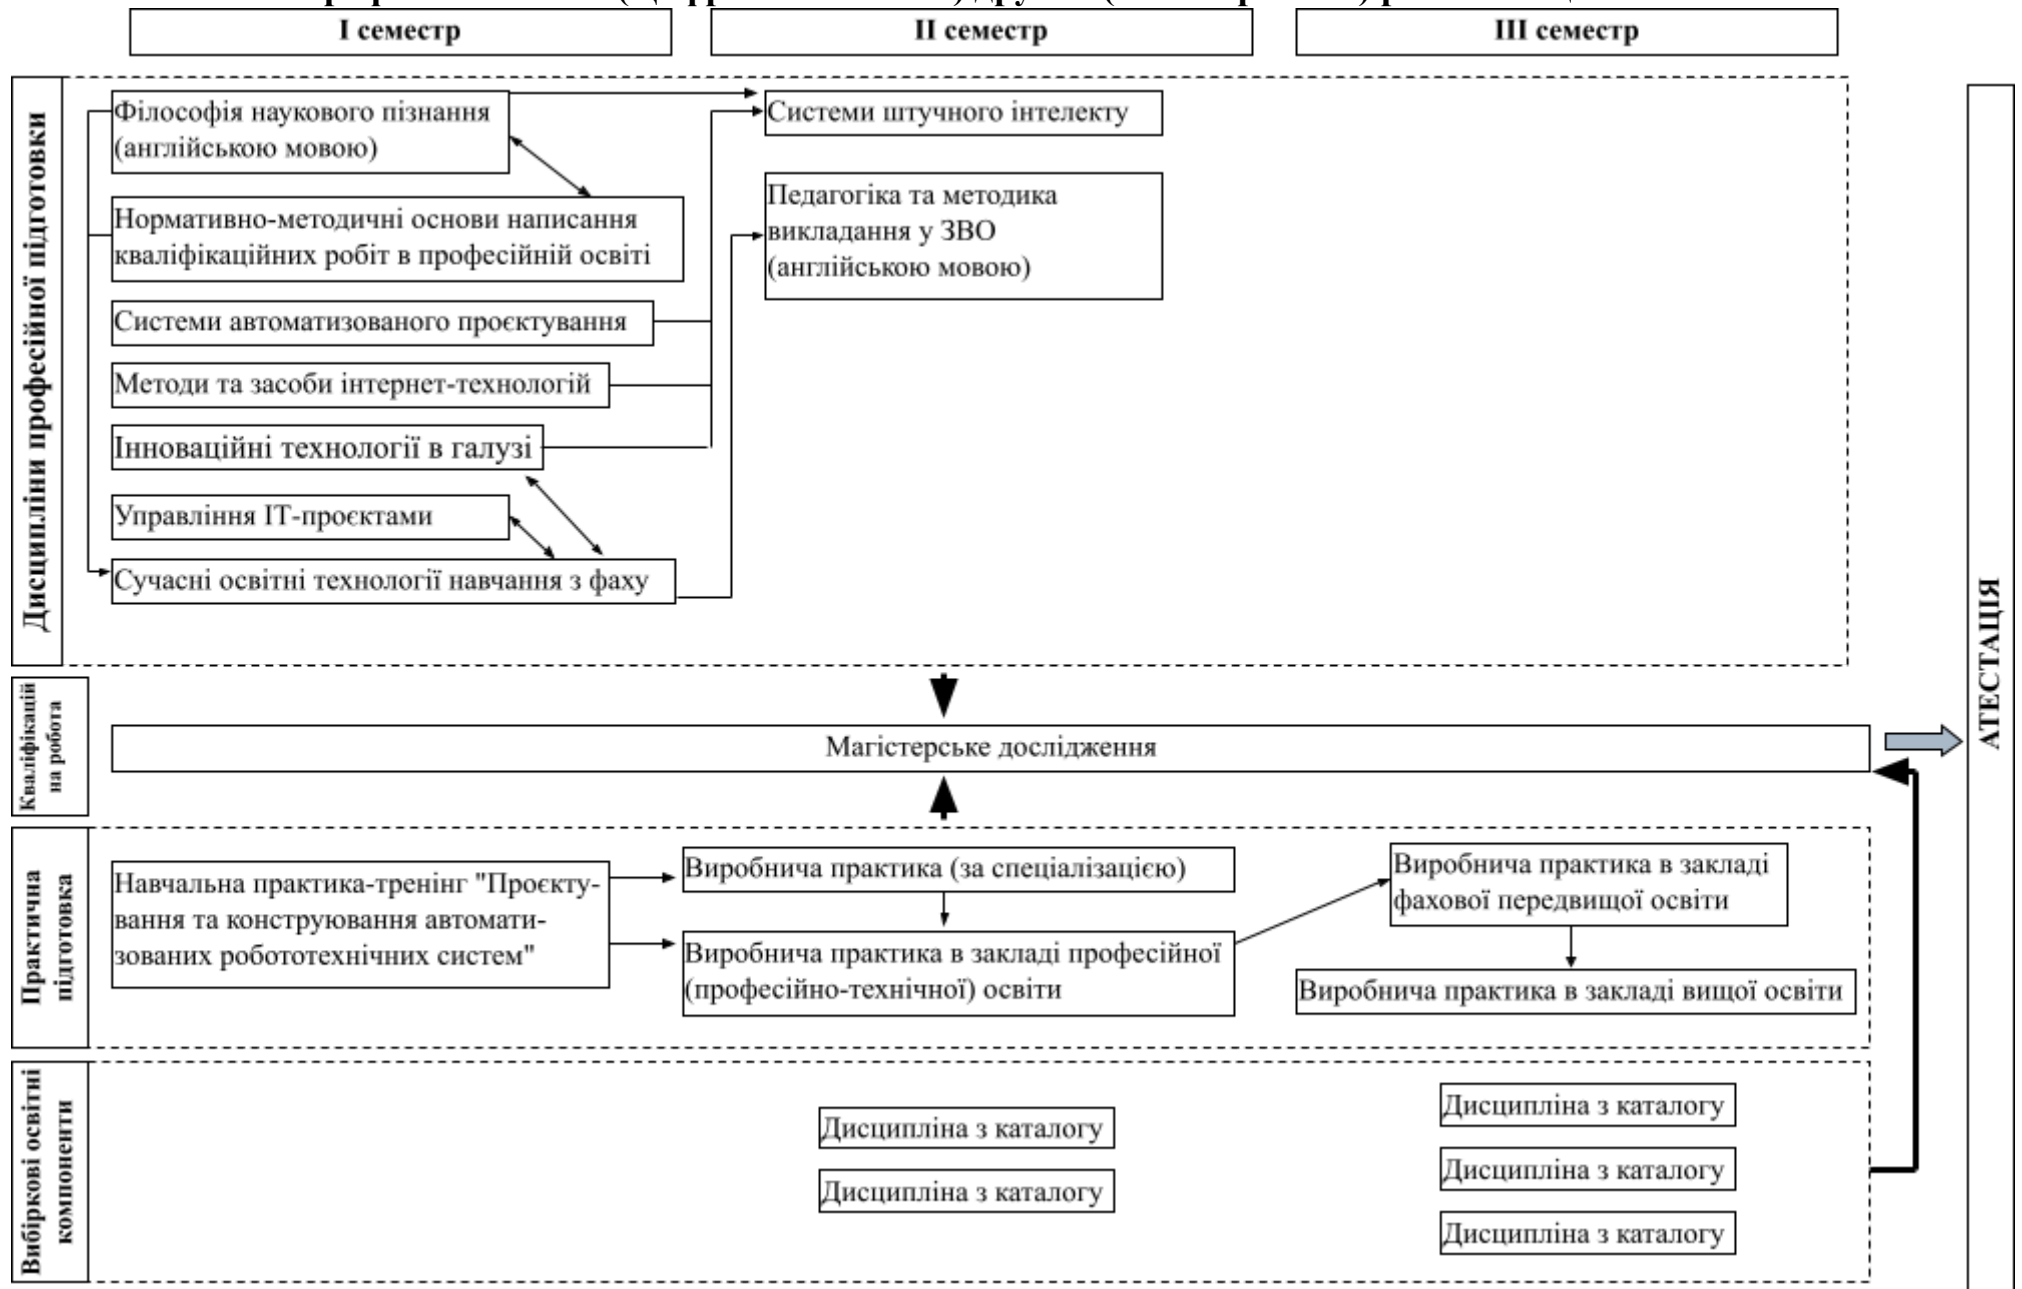 І семестр
ІІ семестр
ІІІ семестр
Дисципліни професійної підготовки
Філософія наукового пізнання
(англійською мовою)
Нормативно-методичні основи написання
кваліфікаційних робіт в професійній освіті
Системи автоматизованого проєктування
Методи та засоби інтернет-технологій
Інноваційні технології в галузі
Управління ІТ-проєктами
Сучасні освітні технології навчання з фаху
Системи штучного інтелекту
Педагогіка та методика
викладання у ЗВО
(англійською мовою)
Кваліфікацій
на робота
Магістерське дослідження
АТЕСТАЦІЯ
Практична
підготовка
Навчальна практика-тренінг "Проєкту-
вання та конструювання автомати-
зованих робототехнічних систем"
Виробнича практика (за спеціалізацією)
Виробнича практика в закладі професійної
(професійно-технічної) освіти
Виробнича практика в закладі
фахової передвищої освіти
Виробнича практика в закладі вищої освіти
Вибіркові освітні
компоненти
Дисципліна з каталогу
Дисципліна з каталогу
Дисципліна з каталогу
Дисципліна з каталогу
Дисципліна з каталогу